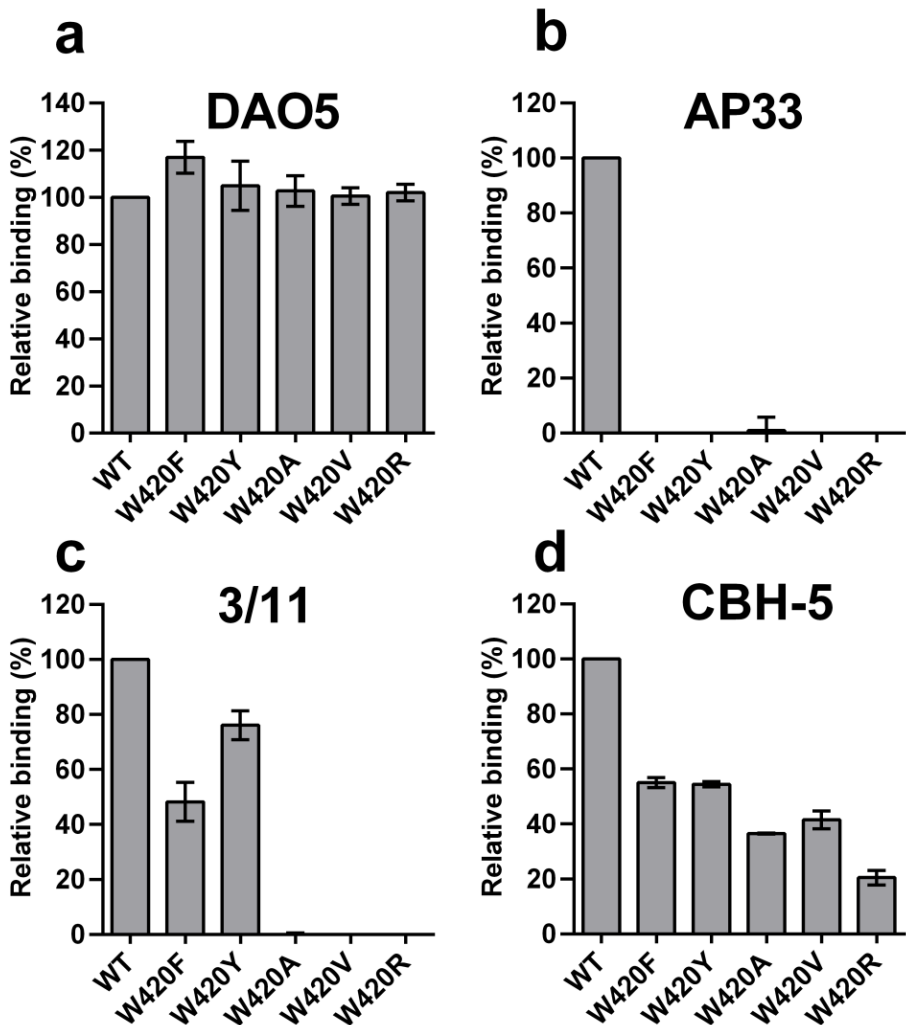 a
DAO5
Relative binding (%)
140
120
100
80
60
40
20
0
WT
W420F
W420Y
W420A
W420V
W420R
b
AP33
Relative binding (%)
120
100
80
60
40
20
0
WT
W420F
W420Y
W420A
W420V
W420R
c
3/11
Relative binding (%)
120
100
80
60
40
20
0
WT
W420F
W420Y
W420A
W420V
W420R
d
CBH-5
Relative binding (%)
120
100
80
60
40
20
0
WT
W420F
W420Y
W420A
W420V
W420R